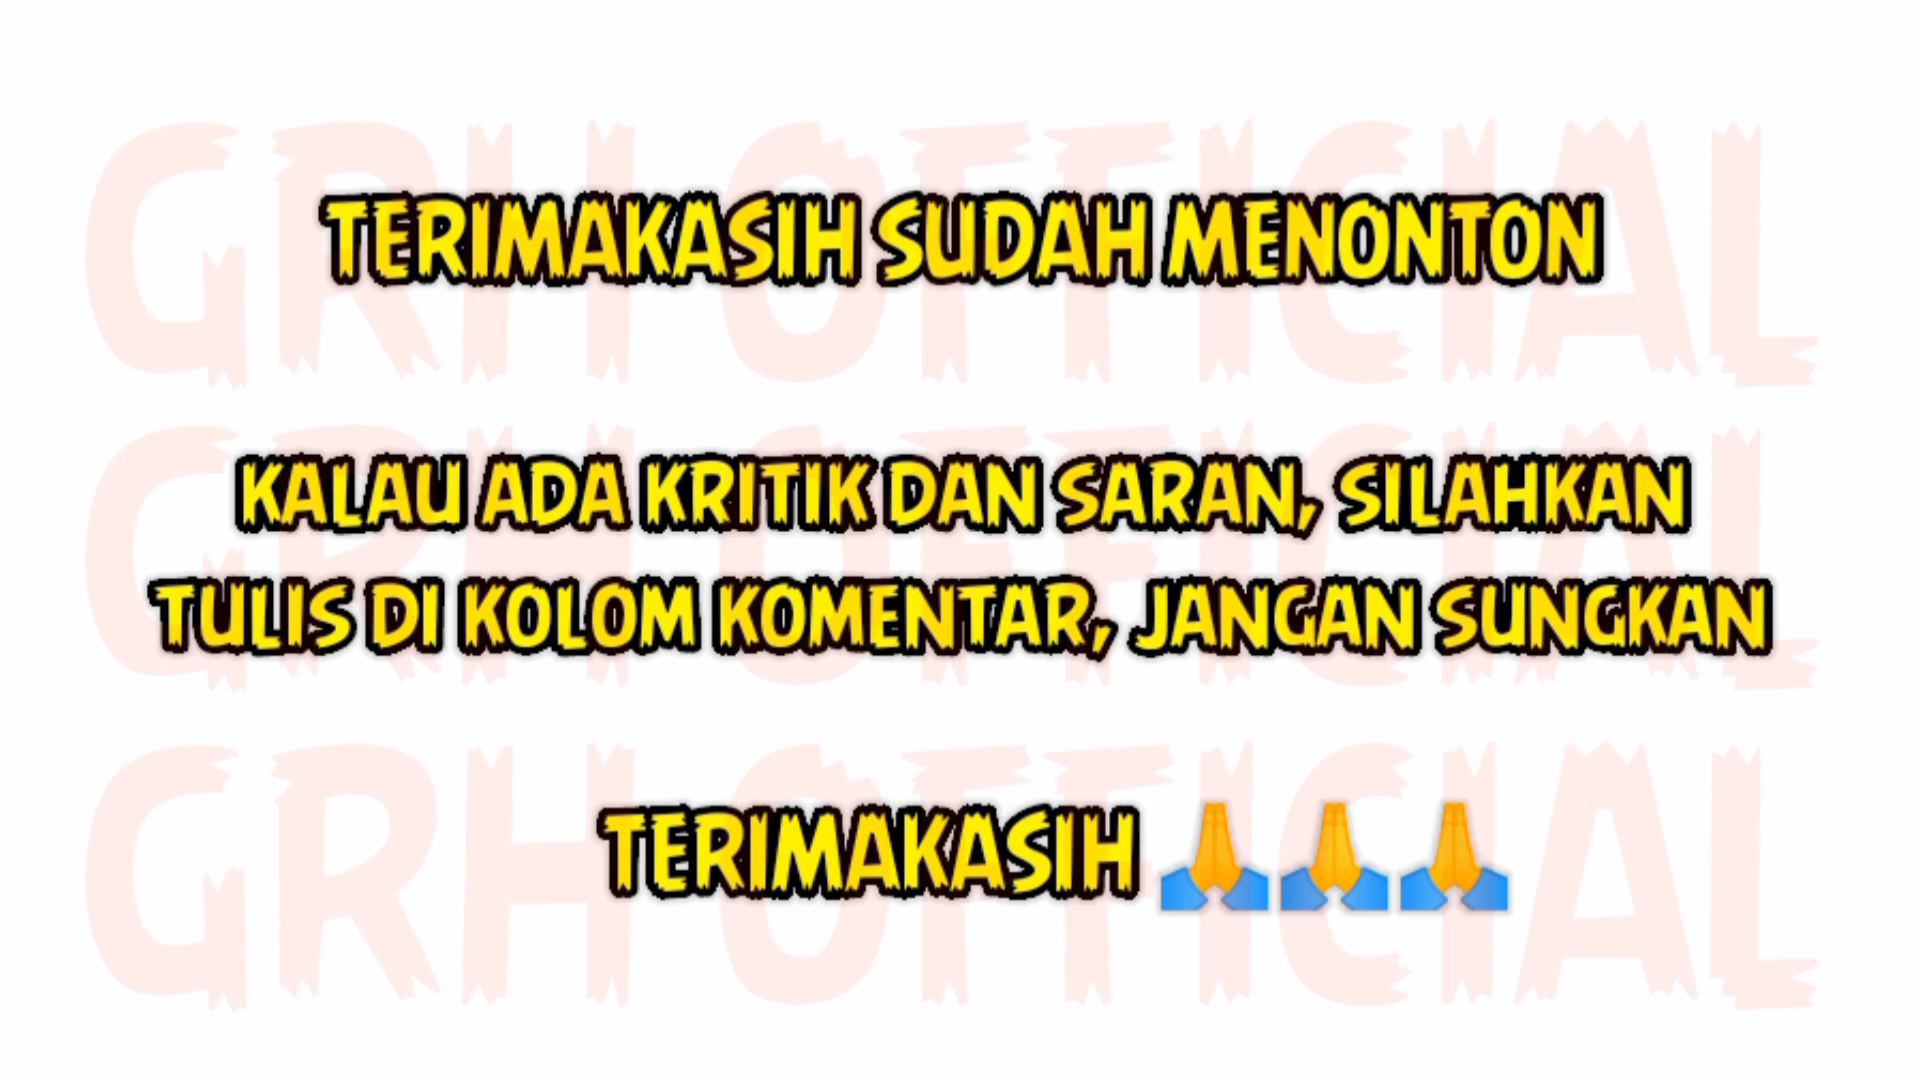 GRH OFFICIAL
TERIMAKASIH SUDAH MENONTON
GRH OFFICIAL
KALAU ADA KRITIK DAN SARAN, SILAHKAN
TULIS DI KOLOM KOMENTAR, JANGAN SUNGKAN
GRH OFFICIAL
TERIMAKASIH 🙏🙏🙏